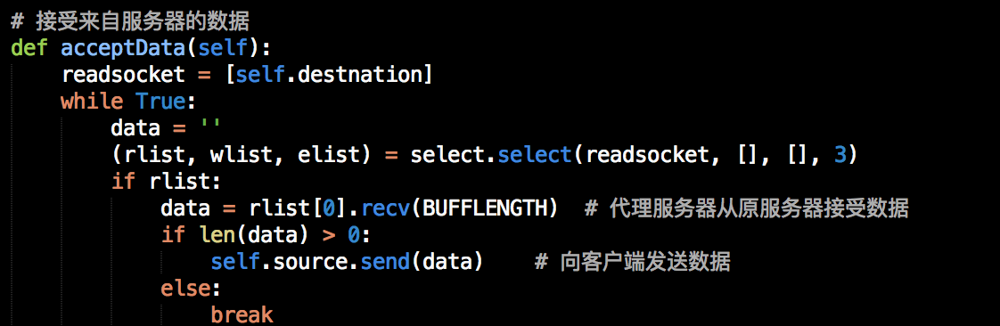 # 接受来自服务器的数据
def acceptData(self):
    readsocket = [self.destnation]
    while True:
        data = ''
        (rlist, wlist, elist) = select.select(readsocket, [], [], 3)
        if rlist:
            data = rlist[0].recv(BUFFLENGTH)  # 代理服务器从原服务器接受数据
            if len(data) > 0:
                self.source.send(data)    # 向客户端发送数据
            else:
                break